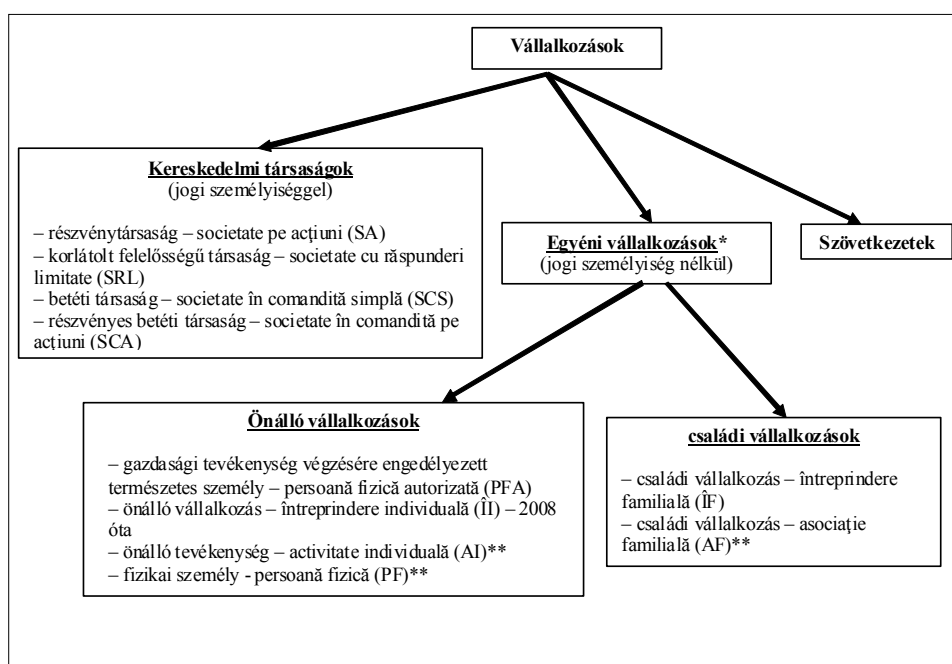 Vállalkozások
Kereskedelmi társaságok
(jogi személyiséggel)
– részvénytársaság – societate pe acţiuni (SA)
– korlátolt felelősségű társaság – societate cu răspunderi
limitate (SRL)
– betéti társaság – societate în comandită simplă (SCS)
– részvényes betéti társaság – societate în comandită pe
acţiuni (SCA)
Egyéni vállalkozások*
(jogi személyiség nélkül)
Szövetkezetek
Önálló vállalkozások
– gazdasági tevékenység végzésére engedélyezett
természetes személy – persoană fizică autorizată (PFA)
– önálló vállalkozás – întreprindere individuală (ÎI) – 2008
óta
– önálló tevékenység – activitate individuală (AI)**
– fizikai személy - persoană fizică (PF)**
családi vállalkozások
– családi vállalkozás – întreprindere
familială (ÎF)
– családi vállalkozás – asociaţie
familială (AF)**